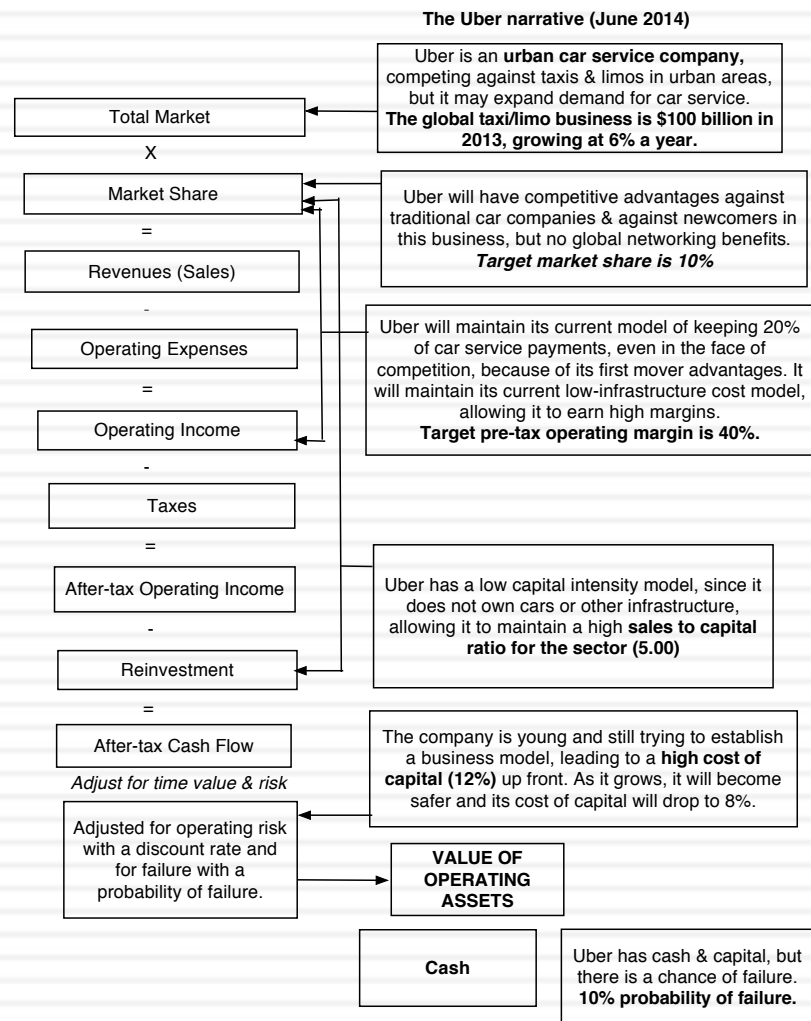 The Uber narrative (June 2014)
Uber is an urban car service company,
competing against taxis & limos in urban areas,
but it may expand demand for car service.
The global taxi/limo business is $100 billion in
2013, growing at 6% a year.
Total Market
X
Market Share
Uber will have competitive advantages against
traditional car companies & against newcomers in
this business, but no global networking benefits.
Target market share is 10%
=
Revenues (Sales)
-
Operating Expenses
Uber will maintain its current model of keeping 20%
of car service payments, even in the face of
competition, because of its first mover advantages. It
will maintain its current low-infrastructure cost model,
allowing it to earn high margins.
Target pre-tax operating margin is 40%.
=
Operating Income
-
Taxes
=
After-tax Operating Income
Uber has a low capital intensity model, since it
does not own cars or other infrastructure,
allowing it to maintain a high sales to capital
ratio for the sector (5.00)
-
Reinvestment
=
After-tax Cash Flow
The company is young and still trying to establish
a business model, leading to a high cost of
capital (12%) up front. As it grows, it will become
safer and its cost of capital will drop to 8%.
Adjust for time value & risk
Adjusted for operating risk
with a discount rate and
for failure with a
probability of failure.
VALUE OF
OPERATING
ASSETS
Cash
Uber has cash & capital, but
there is a chance of failure.
10% probability of failure.